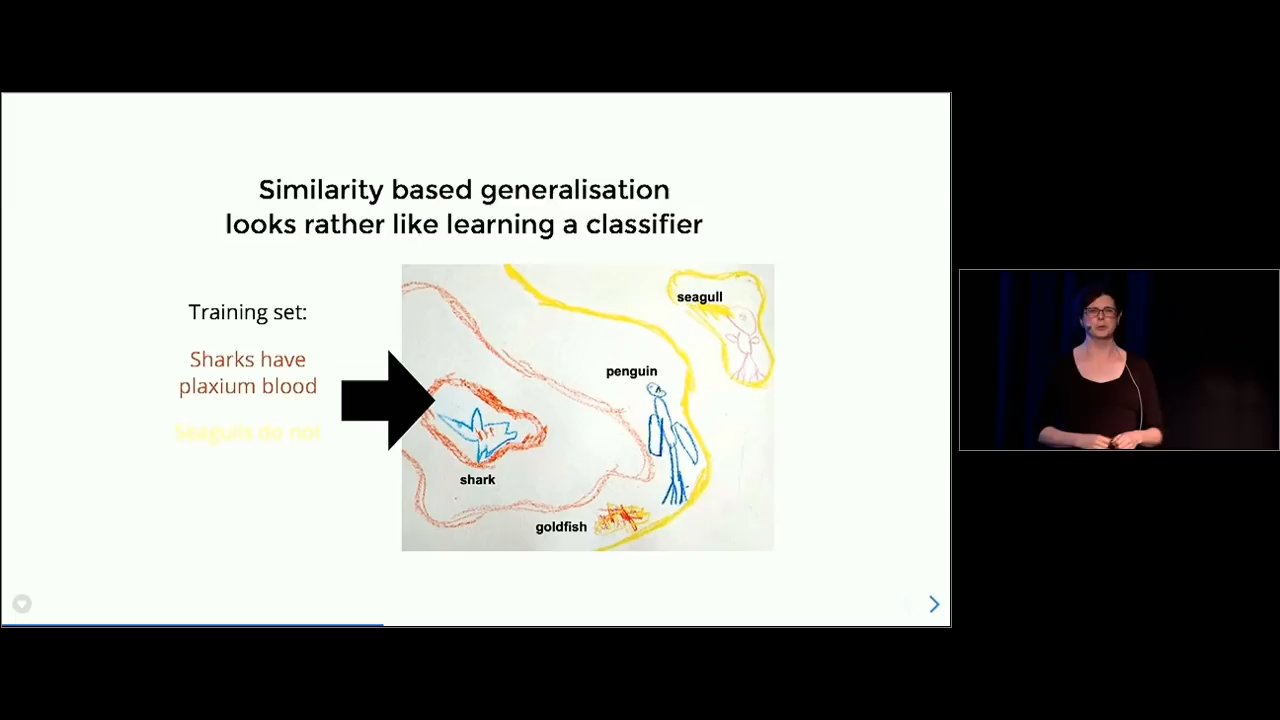 Similarity based generalisation
looks rather like learning a classifier
Training set:
Sharks have
plaxium blood
Seagulls do not
seagull
penguin
shark
goldfish